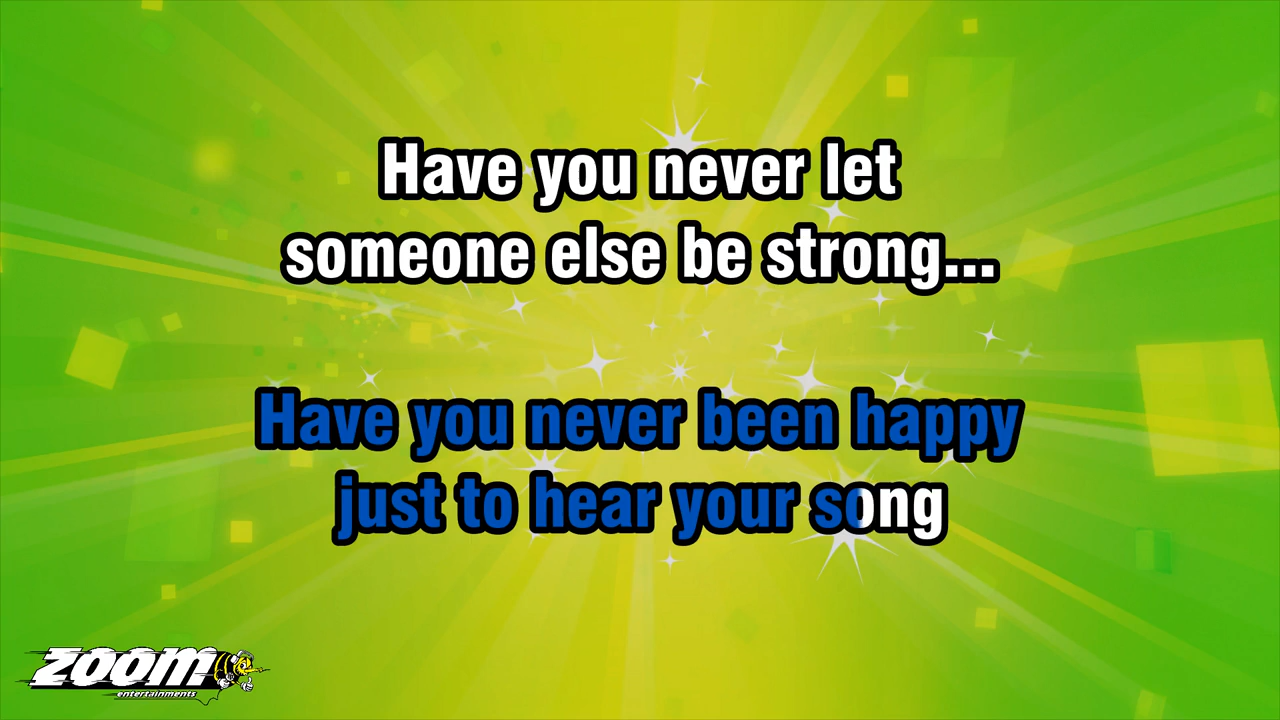 Have you never let
someone else be strong...
Have you never been happy
just to hear your song
ZOOM
entertainments